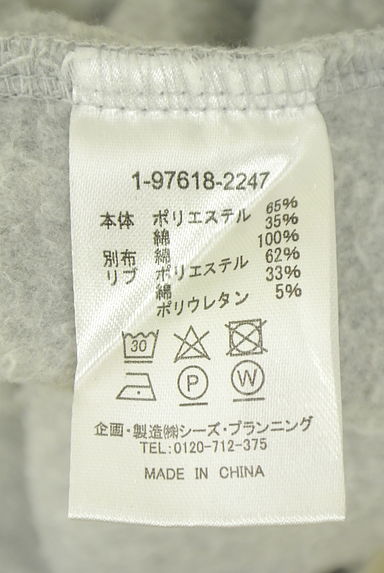 1-97618-2247
本体 ポリエステル 65%
綿 35%
別布 綿 100%
リブ ポリエステル 62%
綿 33%
ポリウレタン 5%
30
P W
企画・製造㈱シーズ・プランニング
TEL:0120-712-375
MADE IN CHINA